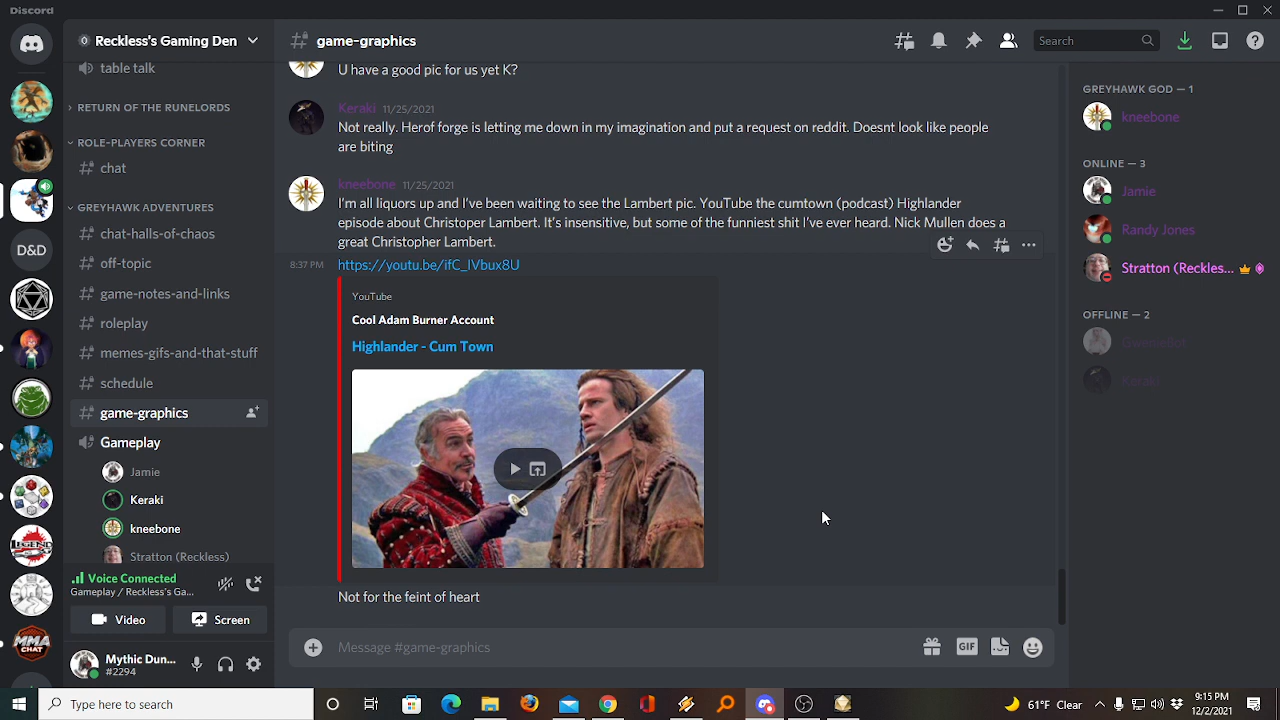 Discord
Reckless's Gaming Den
table talk
RETURN OF THE RUNELORDS
ROLE-PLAYERS CORNER
chat
GREYHAWK ADVENTURES
chat-halls-of-chaos
off-topic
D&D
game-notes-and-links
roleplay
memes-gifs-and-that-stuff
schedule
game-graphics
Gameplay
Jamie
Keraki
kneebone
Stratton (Reckless)
LEGEND
MMA
CHAT
Voice Connected
Gameplay / Reckless's Ga...
Video
Screen
Mythic Dun...
#2294
game-graphics
Search
U have a good pic for us yet K?
Keraki 11/25/2021
Not really. Herof forge is letting me down in my imagination and put a request on reddit. Doesnt look like people
are biting
kneebone 11/25/2021
I'm all liquors up and I've been waiting to see the Lambert pic. YouTube the cumtown (podcast) Highlander
episode about Christopher Lambert. It's insensitive, but some of the funniest shit I've ever heard. Nick Mullen does a
great Christopher Lambert.
8:37 PM https://youtu.be/ifC_IVbux8U
YouTube
Cool Adam Burner Account
Highlander - Cum Town
Not for the feint of heart
Message #game-graphics
GIF
GREYHAWK GOD — 1
kneebone
ONLINE — 3
Jamie
Randy Jones
Stratton (Reckles...
OFFLINE — 2
Keraki
Type here to search
61°F Clear
9:15 PM
12/2/2021